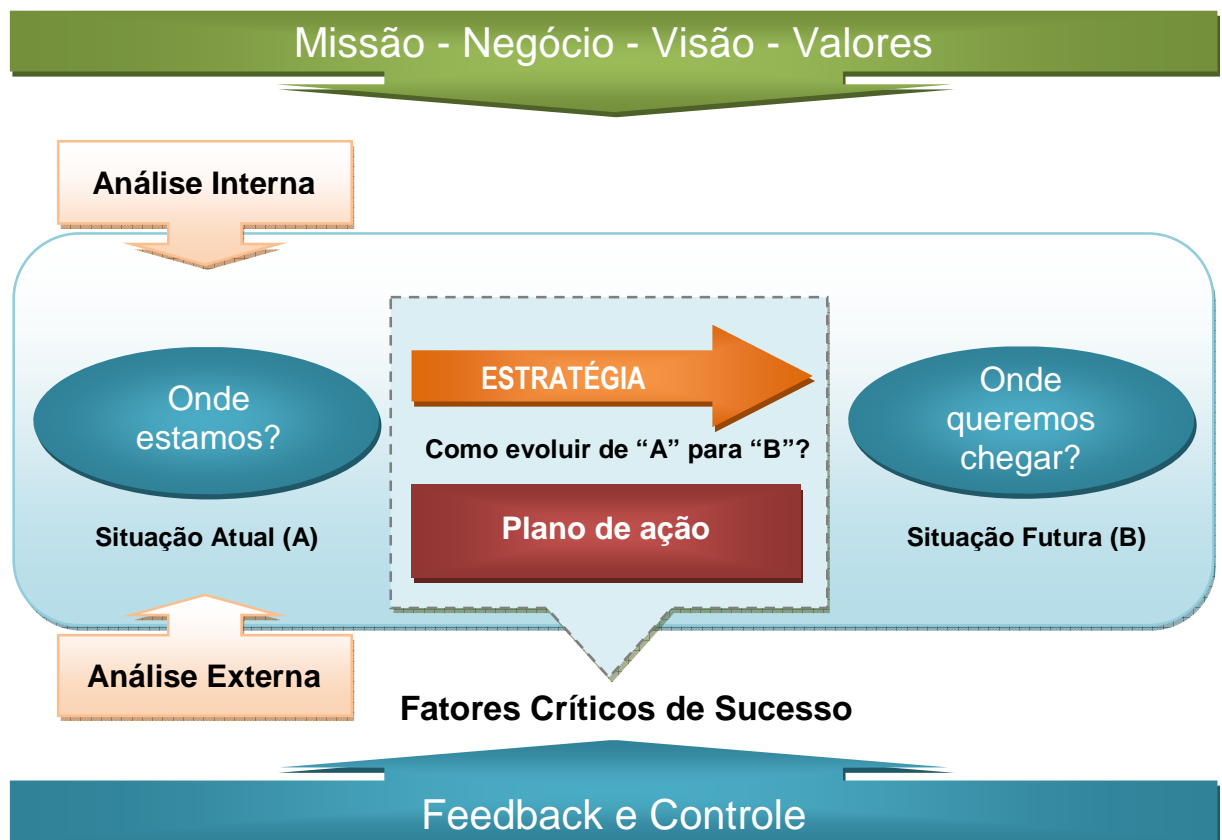 Missão - Negócio - Visão - Valores
Análise Interna
Onde
estamos?
Situação Atual (A)
ESTRATÉGIA
Como evoluir de “A” para “B”?
Plano de ação
Onde
queremos
chegar?
Situação Futura (B)
Análise Externa
Fatores Críticos de Sucesso
Feedback e Controle